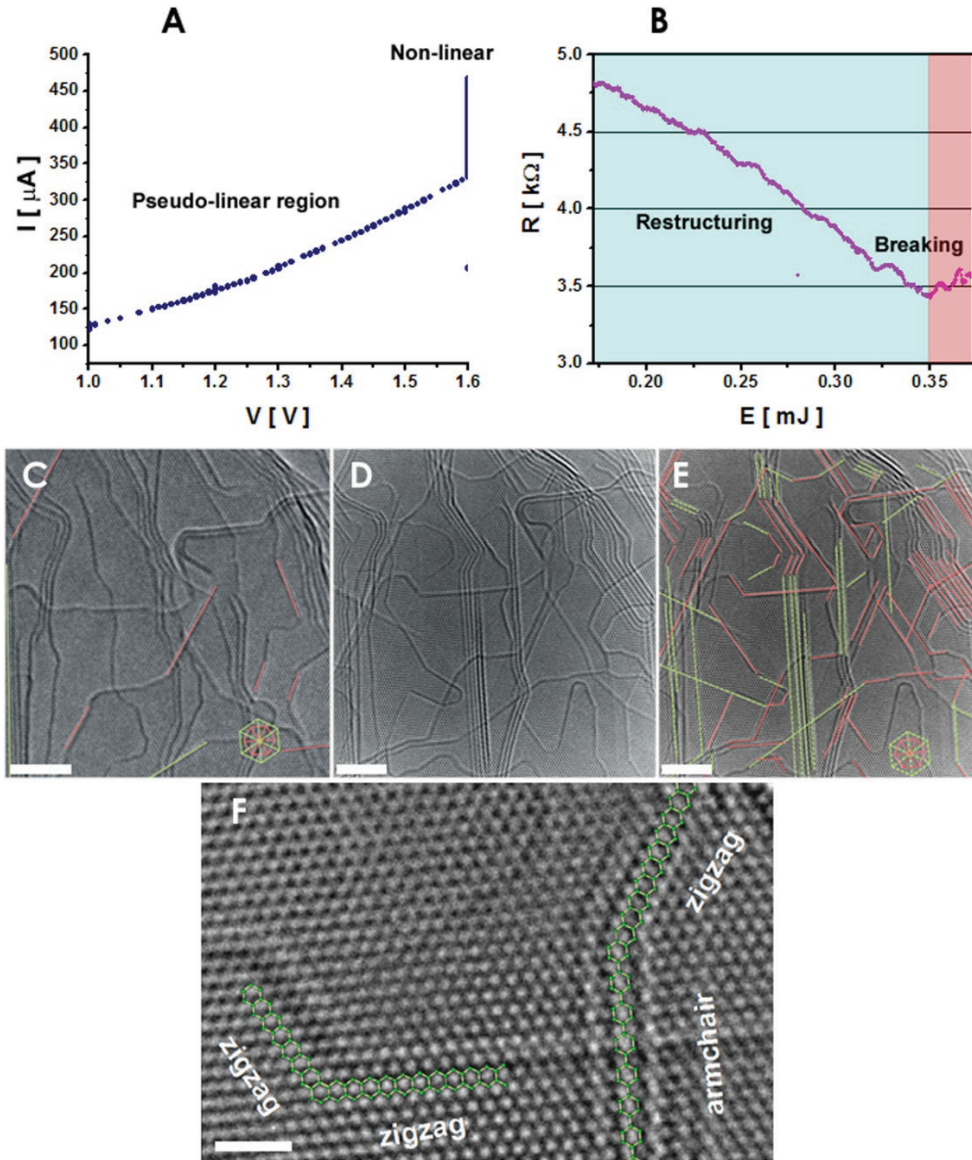 A
I [ µA
500
450
400
350
300
250
200
150
100
Non-linear
Pseudo-linear region
1.0
1.1
1.2
1.3
1.4
1.5
1.6
V [ V]
B
R [ kΩ
5.0
4.5
4.0
3.5
3.0
Restructuring
Breaking
0.20
0.25
0.30
0.35
E [ mJ ]
C
D
E
F
zigzag
armchair
zigzag
zigzag